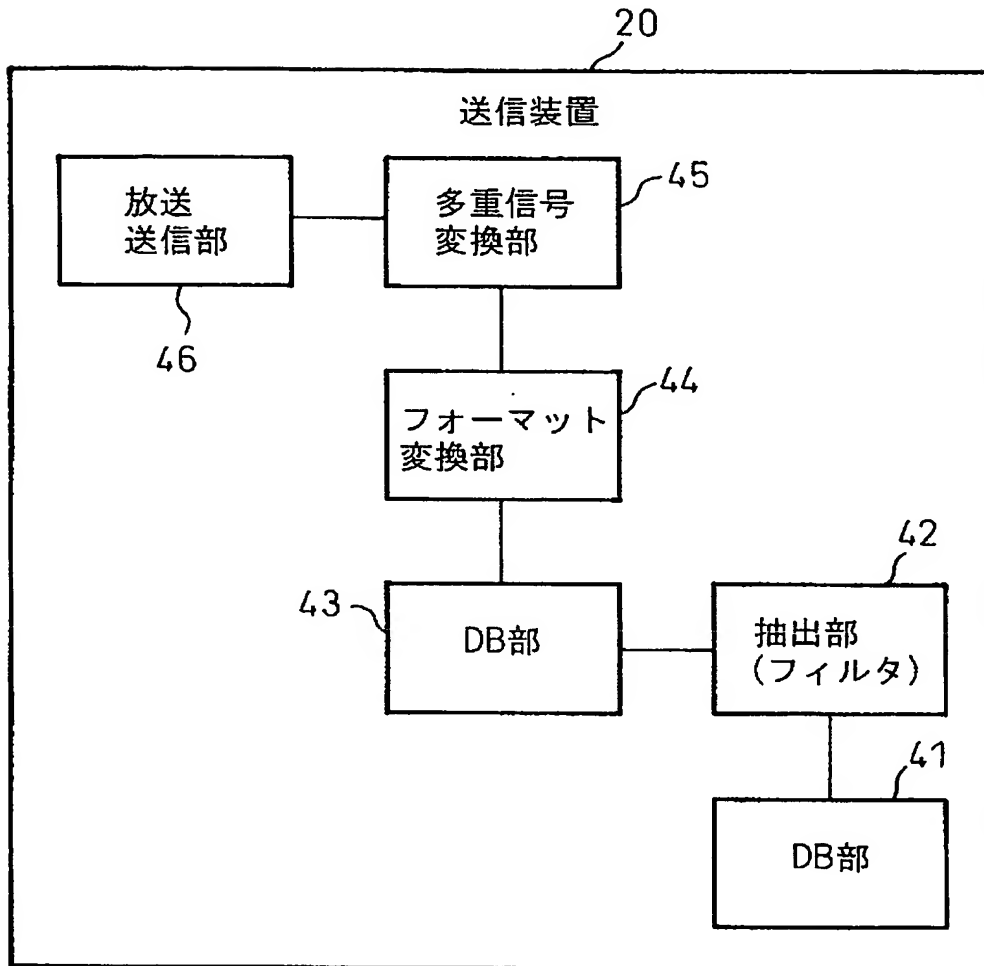 20
送信装置
放送
送信部
46
多重信号
変換部
45
フォーマット
変換部
44
DB部
43
抽出部
(フィルタ)
42
DB部
41